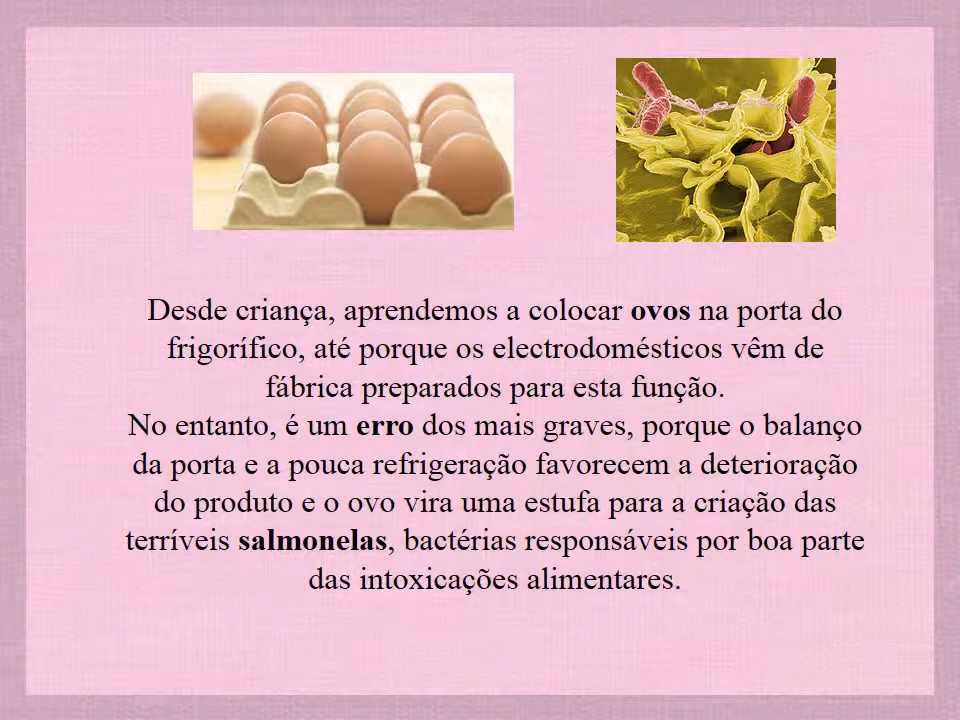 Desde criança, aprendemos a colocar ovos na porta do
frigorífico, até porque os electrodomésticos vêm de
fábrica preparados para esta função.
No entanto, é um erro dos mais graves, porque o balanço
da porta e a pouca refrigeração favorecem a deterioração
do produto e o ovo vira uma estufa para a criação das
terríveis salmonelas, bactérias responsáveis por boa parte
das intoxicações alimentares.